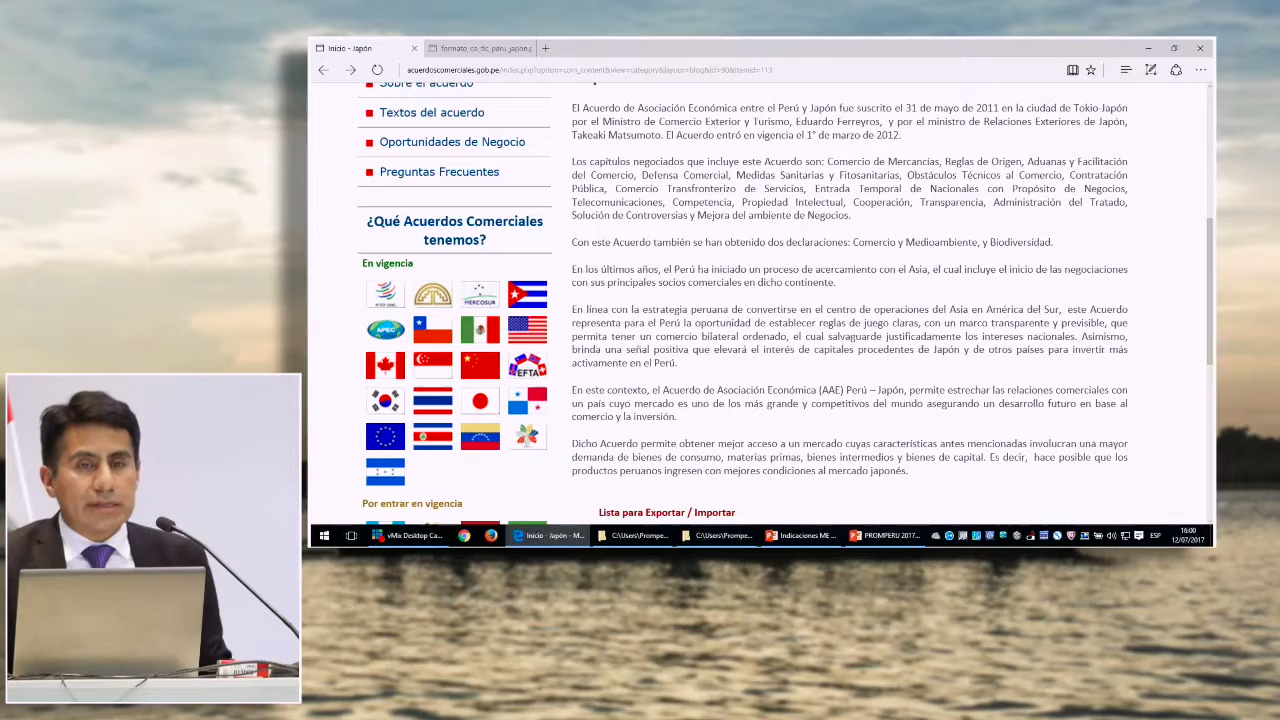 Inicio - Japón
formato_co_tlc_peru_japon.p
acuerdoscomerciales.gob.pe/index.php?option=com_content&view=category&layout=blog&id=90&Itemid=113
Sobre el acuerdo
Textos del acuerdo
Oportunidades de Negocio
Preguntas Frecuentes
¿Qué Acuerdos Comerciales
tenemos?
En vigencia
MERCOSUR
APEC
EFTA
Por entrar en vigencia
El Acuerdo de Asociación Económica entre el Perú y Japón fue suscrito el 31 de mayo de 2011 en la ciudad de Tokio-Japón
por el Ministro de Comercio Exterior y Turismo, Eduardo Ferreyros, y por el ministro de Relaciones Exteriores de Japón,
Takeaki Matsumoto. El Acuerdo entró en vigencia el 1° de marzo de 2012.
Los capítulos negociados que incluye este Acuerdo son: Comercio de Mercancías, Reglas de Origen, Aduanas y Facilitación
del Comercio, Defensa Comercial, Medidas Sanitarias y Fitosanitarias, Obstáculos Técnicos al Comercio, Contratación
Pública, Comercio Transfronterizo de Servicios, Entrada Temporal de Nacionales con Propósito de Negocios,
Telecomunicaciones, Competencia, Propiedad Intelectual, Cooperación, Transparencia, Administración del Tratado,
Solución de Controversias y Mejora del ambiente de Negocios.
Con este Acuerdo también se han obtenido dos declaraciones: Comercio y Medioambiente, y Biodiversidad.
En los últimos años, el Perú ha iniciado un proceso de acercamiento con el Asia, el cual incluye el inicio de las negociaciones
con sus principales socios comerciales en dicho continente.
En línea con la estrategia peruana de convertirse en el centro de operaciones del Asia en América del Sur, este Acuerdo
representa para el Perú la oportunidad de establecer reglas de juego claras, con un marco transparente y previsible, que
permita tener un comercio bilateral ordenado, el cual salvaguarde justificadamente los intereses nacionales. Asimismo,
brinda una señal positiva que elevará el interés de capitales procedentes de Japón y de otros países para invertir más
activamente en el Perú.
En este contexto, el Acuerdo de Asociación Económica (AAE) Perú – Japón, permite estrechar las relaciones comerciales con
un país cuyo mercado es uno de los más grande y competitivos del mundo asegurando un desarrollo futuro en base al
comercio y la inversión.
Dicho Acuerdo permite obtener mejor acceso a un mercado cuyas características antes mencionadas involucran una mayor
demanda de bienes de consumo, materias primas, bienes intermedios y bienes de capital. Es decir, hace posible que los
productos peruanos ingresen con mejores condiciones al mercado japonés.
Lista para Exportar / Importar
vMix Desktop Ca...
Inicio - Japón - M...
C:\Users\Prompe...
C:\Users\Prompe...
Indicaciones ME ...
PROMPERU 2017...
ESP
16:00
12/07/2017